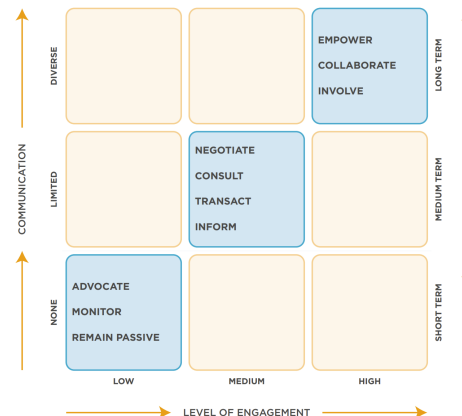 DIVERSE
EMPOWER
COLLABORATE
INVOLVE
LONG TERM
COMMUNICATION
LIMITED
NEGOTIATE
CONSULT
TRANSACT
INFORM
MEDIUM TERM
NONE
ADVOCATE
MONITOR
REMAIN PASSIVE
SHORT TERM
LOW
MEDIUM
HIGH
LEVEL OF ENGAGEMENT